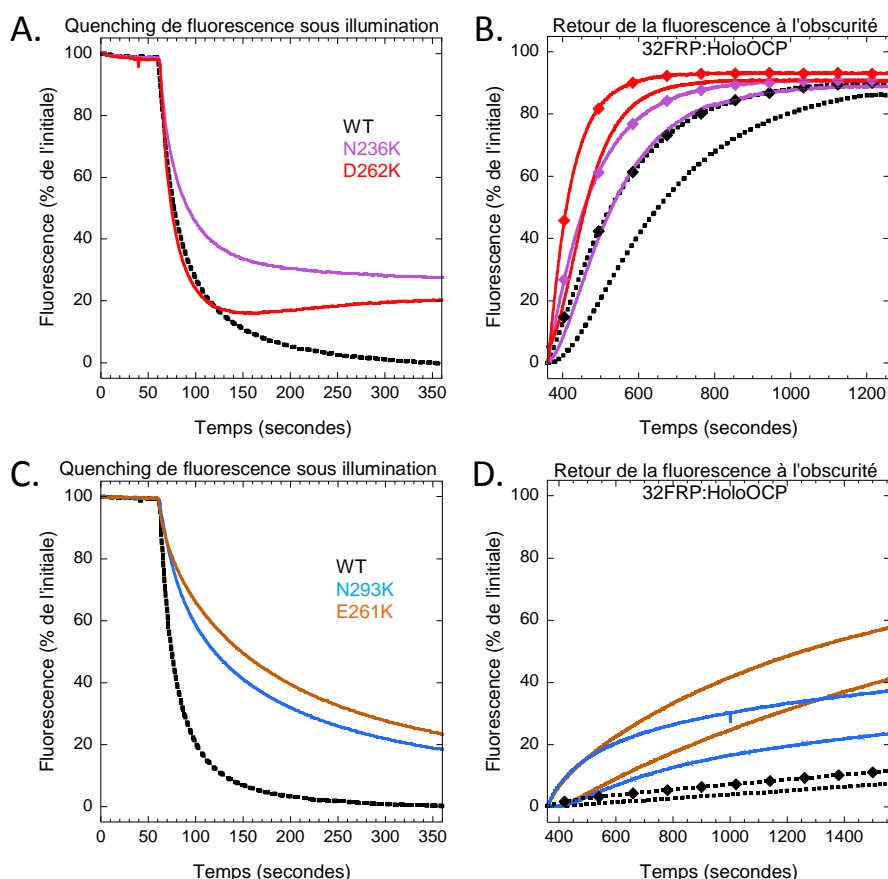 A.
Quenching de fluorescence sous illumination
Fluorescence (% de l'initiale)
100
80
60
40
20
0
WT
N236K
D262K
0 50 100 150 200 250 300 350
Temps (secondes)
B.
Retour de la fluorescence à l'obscurité
32FRP:HoloOCP
Fluorescence (% de l'initiale)
100
80
60
40
20
0
400 600 800 1000 1200
Temps (secondes)
C.
Quenching de fluorescence sous illumination
Fluorescence (% de l'initiale)
100
80
60
40
20
0
WT
N293K
E261K
0 50 100 150 200 250 300 350
Temps (secondes)
D.
Retour de la fluorescence à l'obscurité
32FRP:HoloOCP
Fluorescence (% de l'initiale)
100
80
60
40
20
0
400 600 800 1000 1200 1400
Temps (secondes)